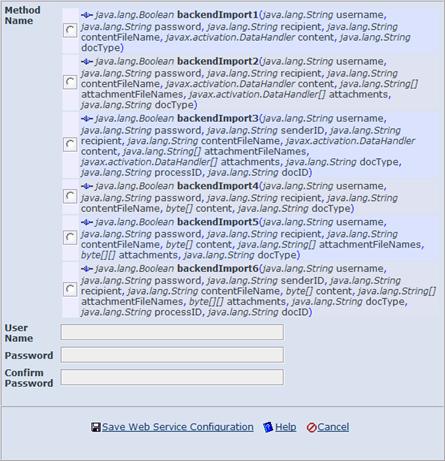 Method Name
java.lang.Boolean backendImport1(java.lang.String username,
java.lang.String password, java.lang.String recipient, java.lang.String
contentFileName, javax.activation.DataHandler content, java.lang.String
docType)
java.lang.Boolean backendImport2(java.lang.String username,
java.lang.String password, java.lang.String recipient, java.lang.String
contentFileName, javax.activation.DataHandler content, java.lang.String[]
attachmentFileNames, javax.activation.DataHandler[] attachments,
java.lang.String docType)
java.lang.Boolean backendImport3(java.lang.String username,
java.lang.String password, java.lang.String senderID, java.lang.String
recipient, java.lang.String contentFileName, javax.activation.DataHandler
content, java.lang.String[] attachmentFileNames,
javax.activation.DataHandler[] attachments, java.lang.String docType,
java.lang.String processID, java.lang.String docID)
java.lang.Boolean backendImport4(java.lang.String username,
java.lang.String password, java.lang.String recipient, java.lang.String
contentFileName, byte[] content, java.lang.String docType)
java.lang.Boolean backendImport5(java.lang.String username,
java.lang.String password, java.lang.String recipient, java.lang.String
contentFileName, byte[] content, java.lang.String[] attachmentFileNames,
byte[][] attachments, java.lang.String docType)
java.lang.Boolean backendImport6(java.lang.String username,
java.lang.String password, java.lang.String senderID, java.lang.String
recipient, java.lang.String contentFileName, byte[] content, java.lang.String[]
attachmentFileNames, byte[][] attachments, java.lang.String docType,
java.lang.String processID, java.lang.String docID)
User
Name
Password
Confirm
Password
Save Web Service Configuration Help Cancel